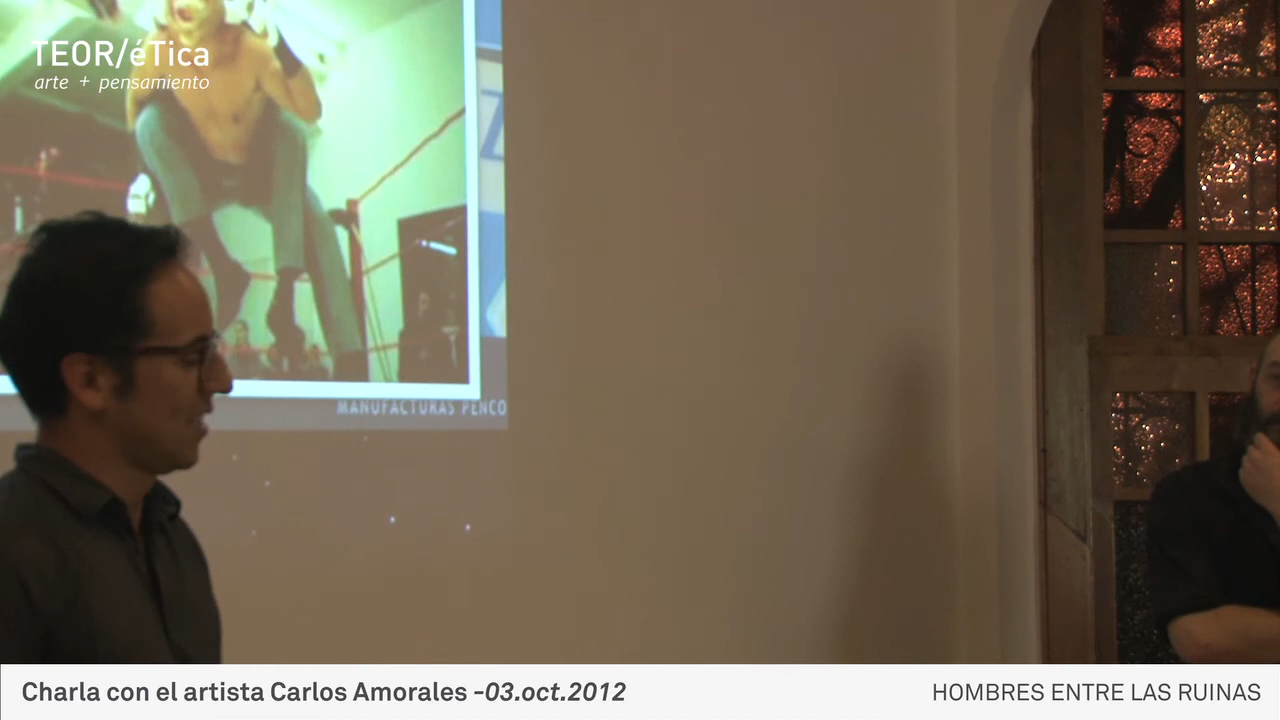 TEOR/éTica
arte + pensamiento
MANUFACTURAS PENCO
Charla con el artista Carlos Amorales -03.oct.2012
HOMBRES ENTRE LAS RUINAS